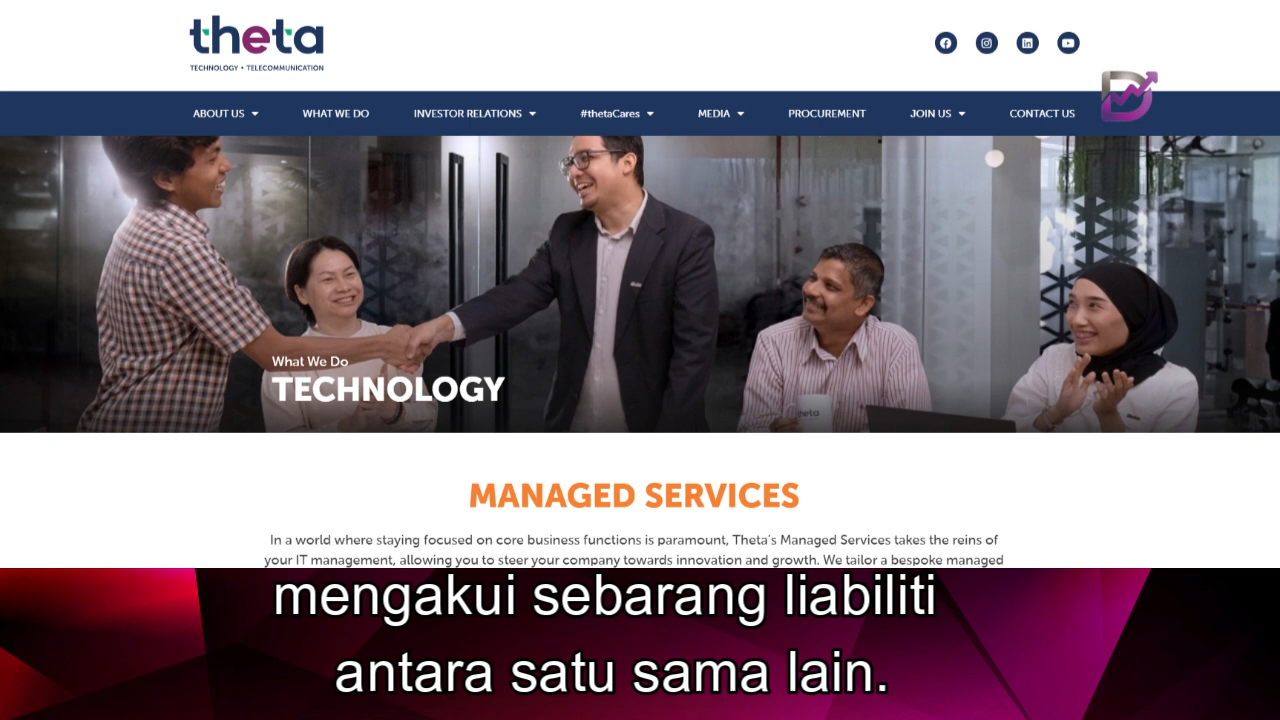 theta
TECHNOLOGY • TELECOMMUNICATION
ABOUT US WHAT WE DO INVESTOR RELATIONS #thetaCares MEDIA PROCUREMENT JOIN US CONTACT US
What We Do
TECHNOLOGY
theta
MANAGED SERVICES
In a world where staying focused on core business functions is paramount, Theta's Managed Services takes the reins of
your IT management, allowing you to steer your company towards innovation and growth. We tailor a bespoke managed
mengakui sebarang liabiliti
antara satu sama lain.